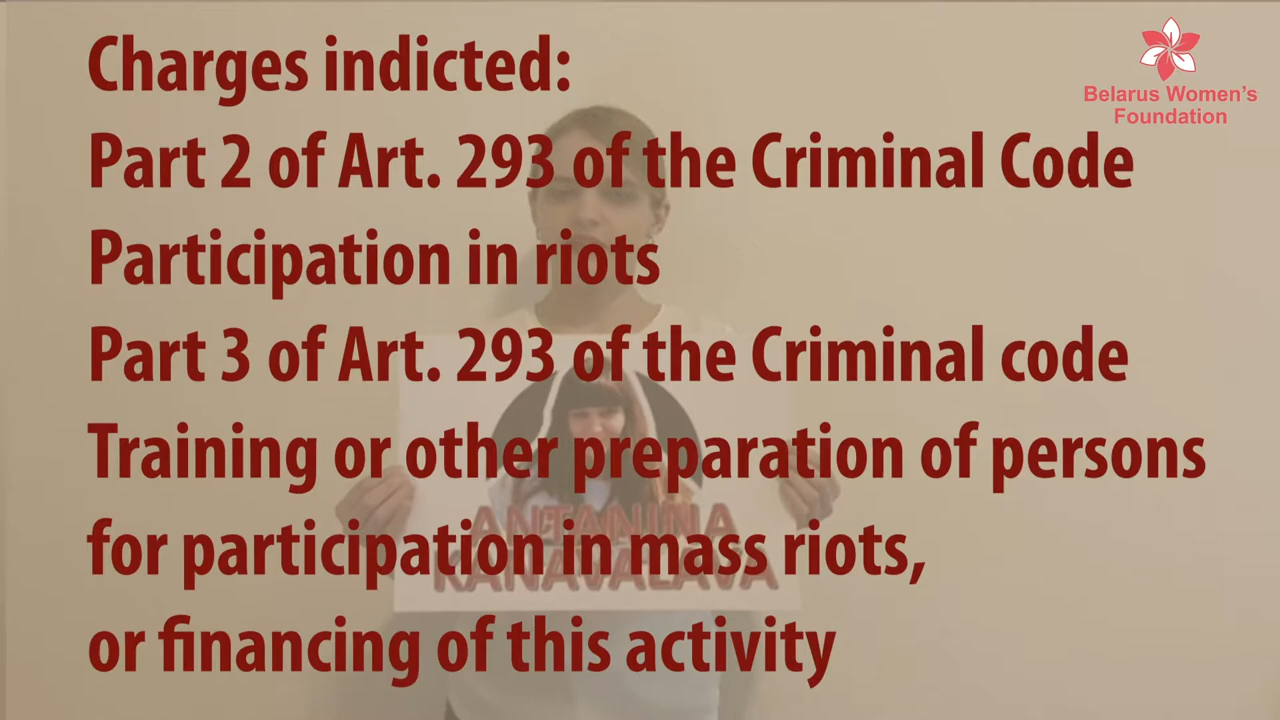 Charges indicted:
Belarus Women's
Foundation
Part 2 of Art. 293 of the Criminal Code
Participation in riots
Part 3 of Art. 293 of the Criminal code
Training or other preparation of persons
for participation in mass riots,
or financing of this activity
ANTANINA
KANAVALAVA